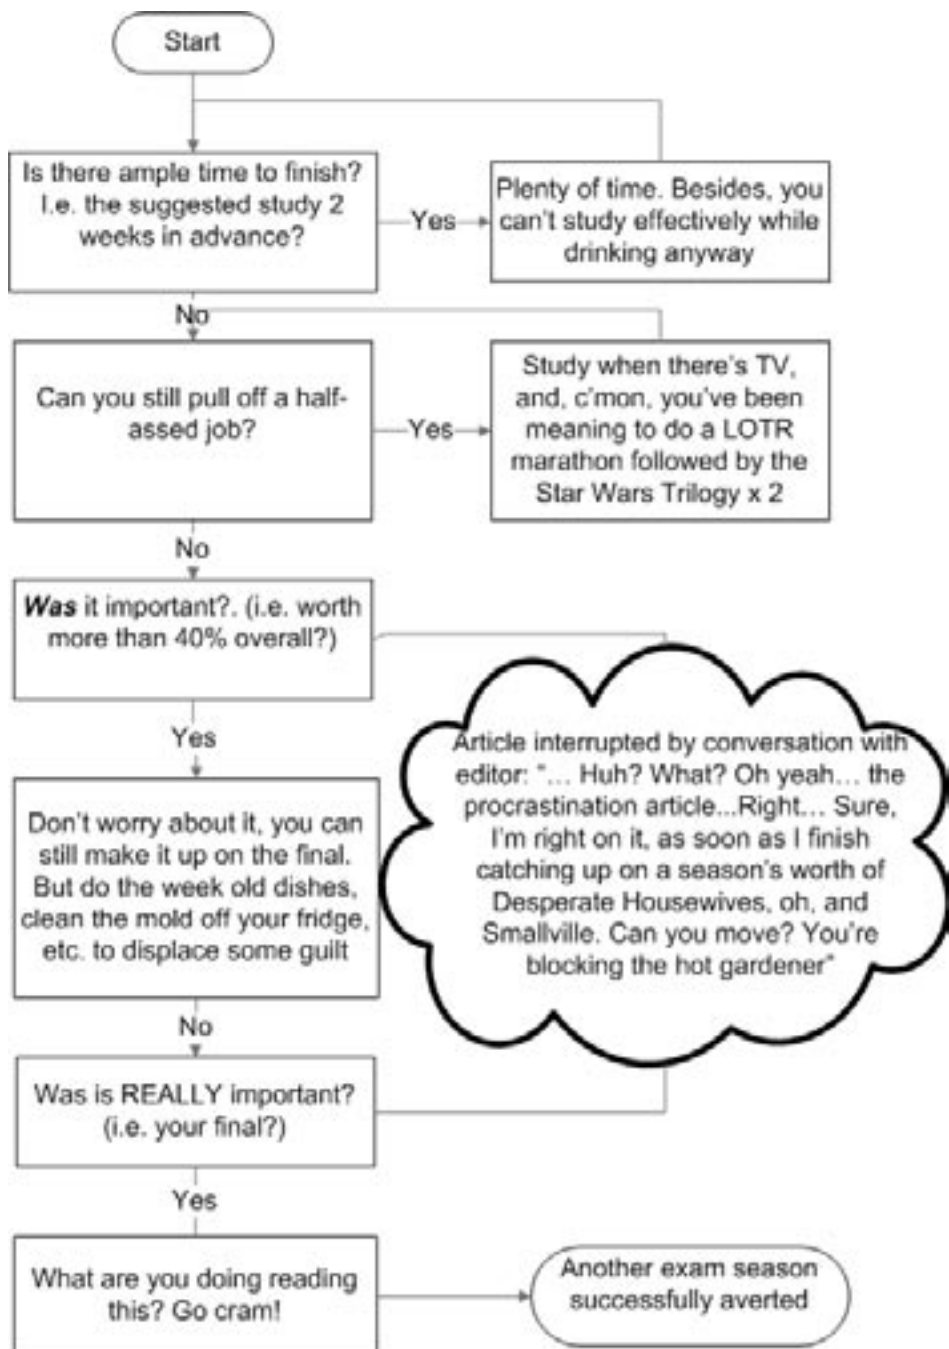 Start
Is there ample time to finish?
I.e. the suggested study 2
weeks in advance?
Yes
Plenty of time. Besides, you
can't study effectively while
drinking anyway
No
Can you still pull off a half-
assed job?
Yes
Study when there's TV,
and, c'mon, you've been
meaning to do a LOTR
marathon followed by the
Star Wars Trilogy x 2
No
Was it important?. (i.e. worth
more than 40% overall?)
Yes
Article interrupted by conversation with
editor: "... Huh? What? Oh yeah... the
procrastination article...Right... Sure,
I'm right on it, as soon as I finish
catching up on a season's worth of
Desperate Housewives, oh, and
Smallville. Can you move? You're
blocking the hot gardener"
Don't worry about it, you can
still make it up on the final.
But do the week old dishes,
clean the mold off your fridge,
etc. to displace some guilt
No
Was is REALLY important?
(i.e. your final?)
Yes
What are you doing reading
this? Go cram!
Another exam season
successfully averted